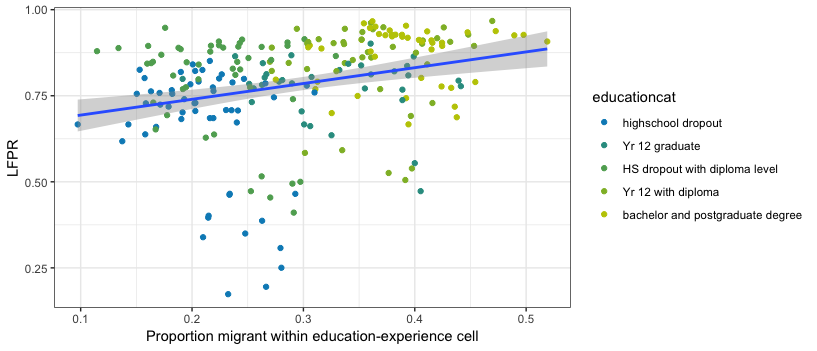 1.00
0.75
0.50
0.25
LFPR
0.1
0.2
0.3
0.4
0.5
Proportion migrant within education-experience cell
educationcat
highschool dropout
Yr 12 graduate
HS dropout with diploma level
Yr 12 with diploma
bachelor and postgraduate degree